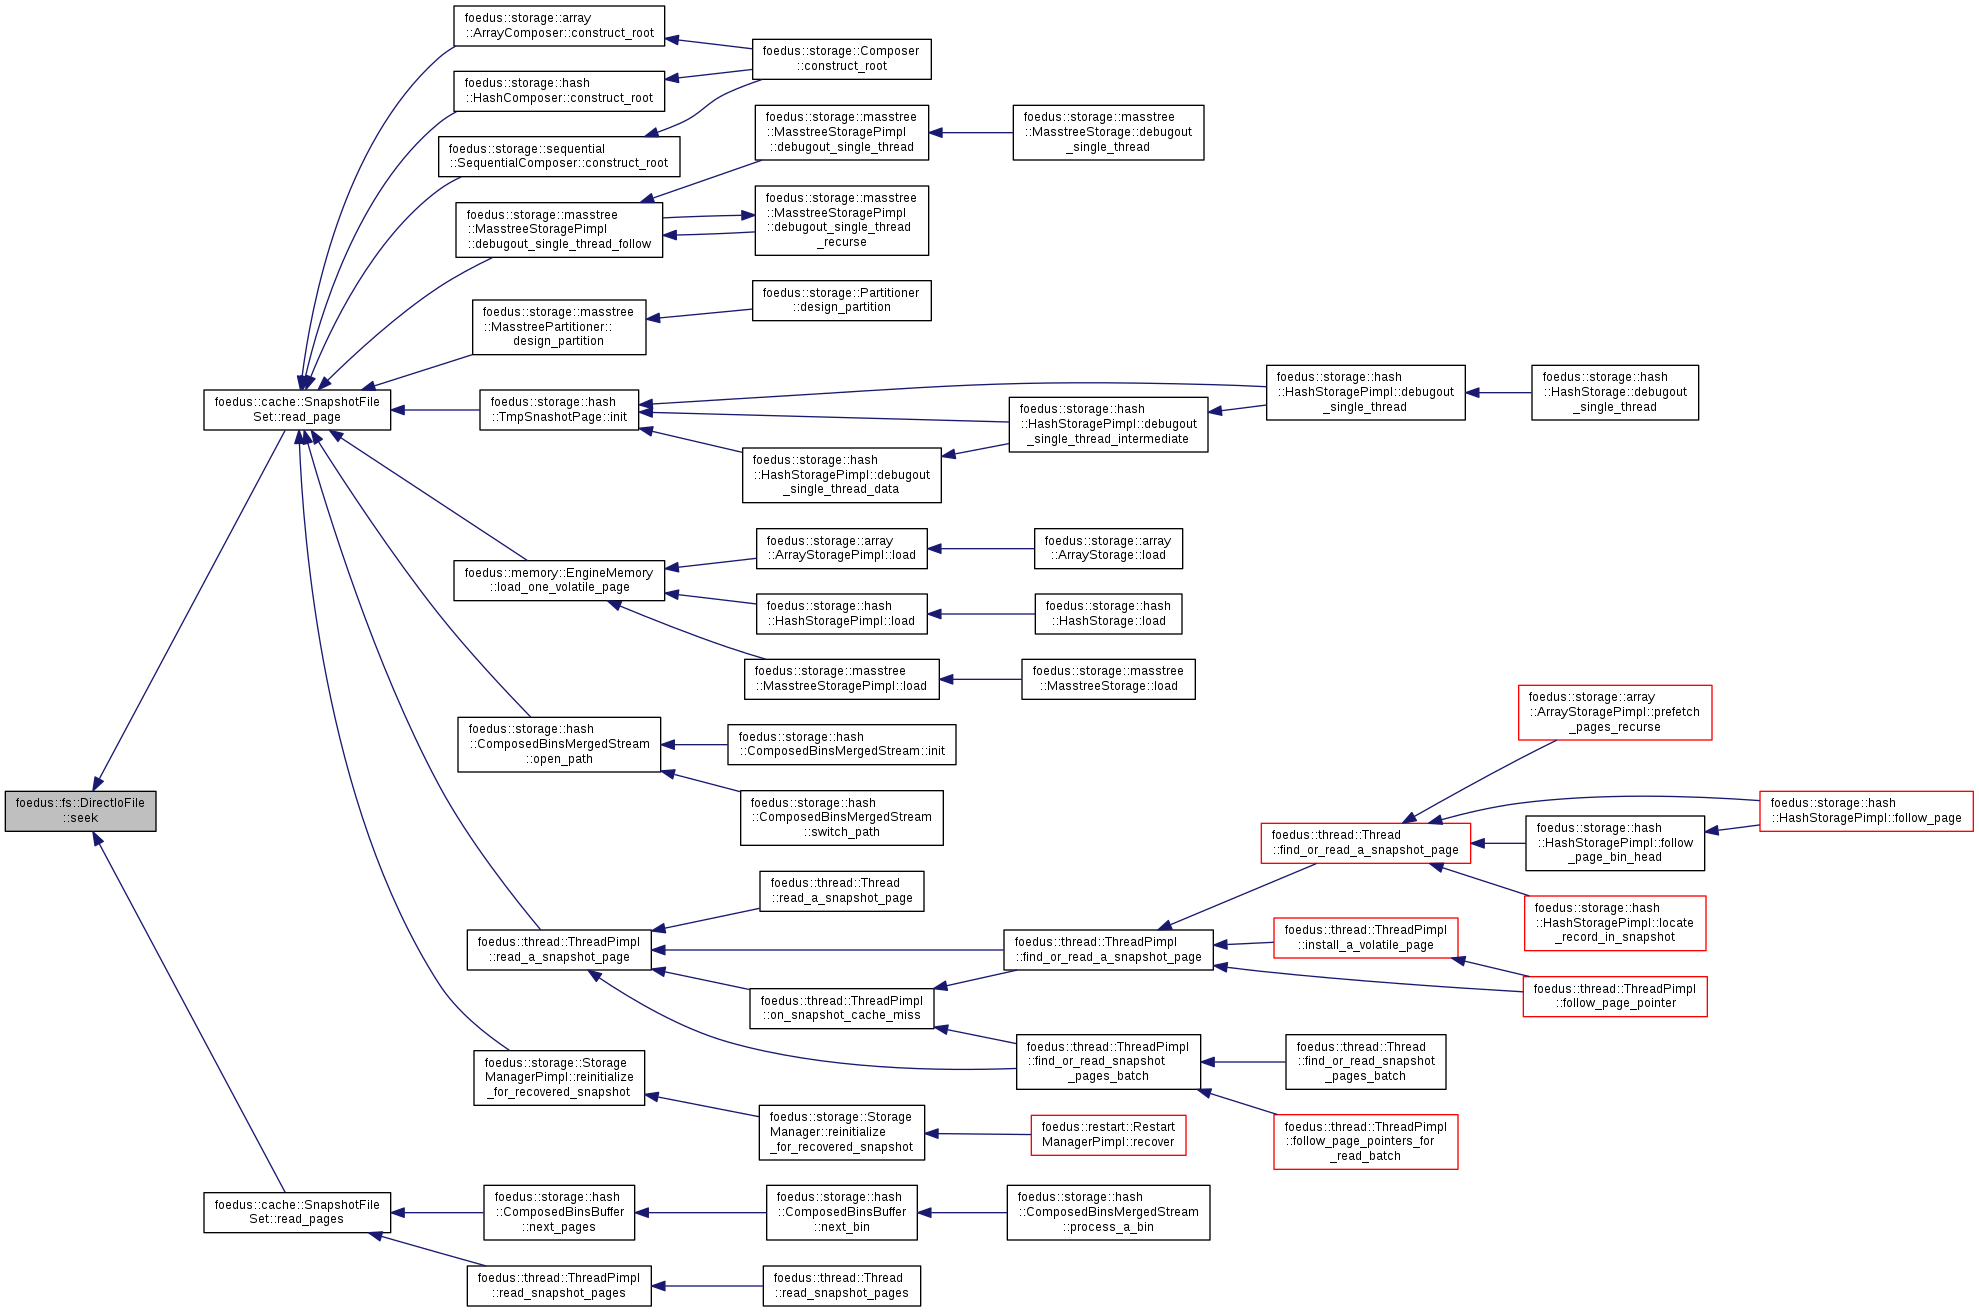 foedus::storage::array
::ArrayComposer::construct_root
foedus::storage::Composer
::construct_root
foedus::storage::hash
::HashComposer::construct_root
foedus::storage::sequential
::SequentialComposer::construct_root
foedus::storage::masstree
::MasstreeStoragePimpl
::debugout_single_thread
foedus::storage::masstree
::MasstreeStorage::debugout
_single_thread
foedus::storage::masstree
::MasstreeStoragePimpl
::debugout_single_thread_follow
foedus::storage::masstree
::MasstreeStoragePimpl
::debugout_single_thread
_recurse
foedus::storage::masstree
::MasstreePartitioner::
design_partition
foedus::storage::Partitioner
::design_partition
foedus::cache::SnapshotFile
Set::read_page
foedus::storage::hash
::TmpSnashotPage::init
foedus::storage::hash
::HashStoragePimpl::debugout
_single_thread
foedus::storage::hash
::HashStorage::debugout
_single_thread
foedus::storage::hash
::HashStoragePimpl::debugout
_single_thread_intermediate
foedus::storage::hash
::HashStoragePimpl::debugout
_single_thread_data
foedus::memory::EngineMemory
::load_one_volatile_page
foedus::storage::array
::ArrayStoragePimpl::load
foedus::storage::array
::ArrayStorage::load
foedus::storage::hash
::HashStoragePimpl::load
foedus::storage::hash
::HashStorage::load
foedus::storage::masstree
::MasstreeStoragePimpl::load
foedus::storage::masstree
::MasstreeStorage::load
foedus::storage::hash
::ComposedBinsMergedStream
::open_path
foedus::storage::hash
::ComposedBinsMergedStream::init
foedus::storage::hash
::ComposedBinsMergedStream
::switch_path
foedus::storage::array
::ArrayStoragePimpl::prefetch
_pages_recurse
foedus::fs::DirectIoFile
::seek
foedus::thread::Thread
::find_or_read_a_snapshot_page
foedus::storage::hash
::HashStoragePimpl::follow_page
foedus::storage::hash
::HashStoragePimpl::follow
_page_bin_head
foedus::storage::hash
::HashStoragePimpl::locate
_record_in_snapshot
foedus::thread::Thread
::read_a_snapshot_page
foedus::thread::ThreadPimpl
::read_a_snapshot_page
foedus::thread::ThreadPimpl
::find_or_read_a_snapshot_page
foedus::thread::ThreadPimpl
::install_a_volatile_page
foedus::thread::ThreadPimpl
::follow_page_pointer
foedus::thread::ThreadPimpl
::on_snapshot_cache_miss
foedus::thread::ThreadPimpl
::find_or_read_snapshot
_pages_batch
foedus::thread::Thread
::find_or_read_snapshot
_pages_batch
foedus::thread::ThreadPimpl
::follow_page_pointers_for
_read_batch
foedus::storage::Storage
ManagerPimpl::reinitialize
_for_recovered_snapshot
foedus::storage::Storage
Manager::reinitialize
_for_recovered_snapshot
foedus::restart::Restart
ManagerPimpl::recover
foedus::cache::SnapshotFile
Set::read_pages
foedus::storage::hash
::ComposedBinsBuffer
::next_pages
foedus::storage::hash
::ComposedBinsBuffer
::next_bin
foedus::storage::hash
::ComposedBinsMergedStream
::process_a_bin
foedus::thread::ThreadPimpl
::read_snapshot_pages
foedus::thread::Thread
::read_snapshot_pages